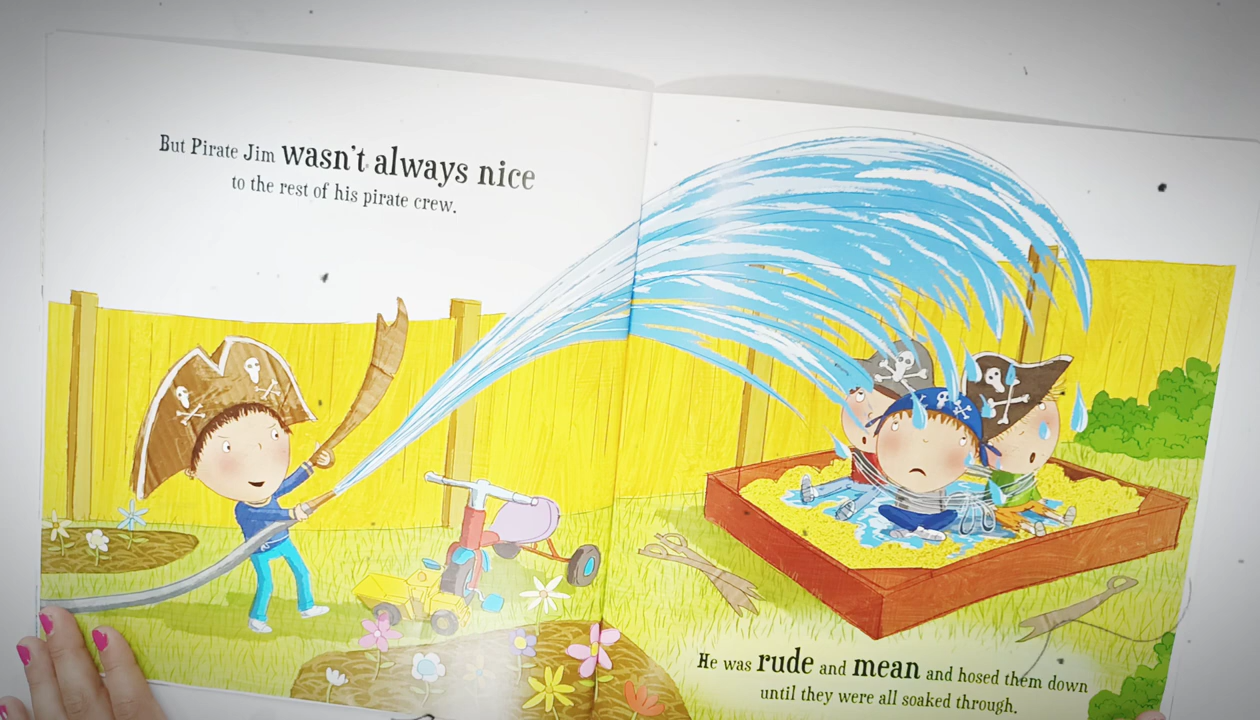 But Pirate Jim wasn't always nice
to the rest of his pirate crew.
He was rude and mean and hosed them down
until they were all soaked through.